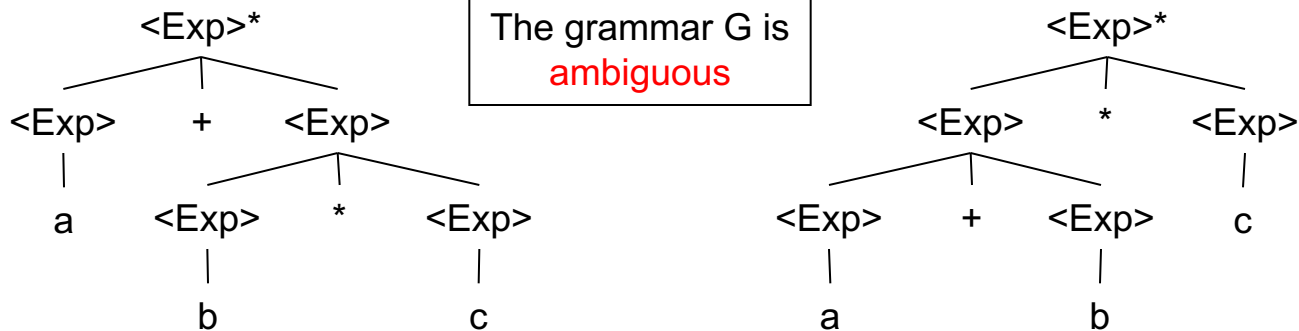 <Exp>* The grammar G is <Exp>*
ambiguous
<Exp> + <Exp> <Exp> * <Exp>
a <Exp> * <Exp> <Exp> + <Exp> c
b c a b